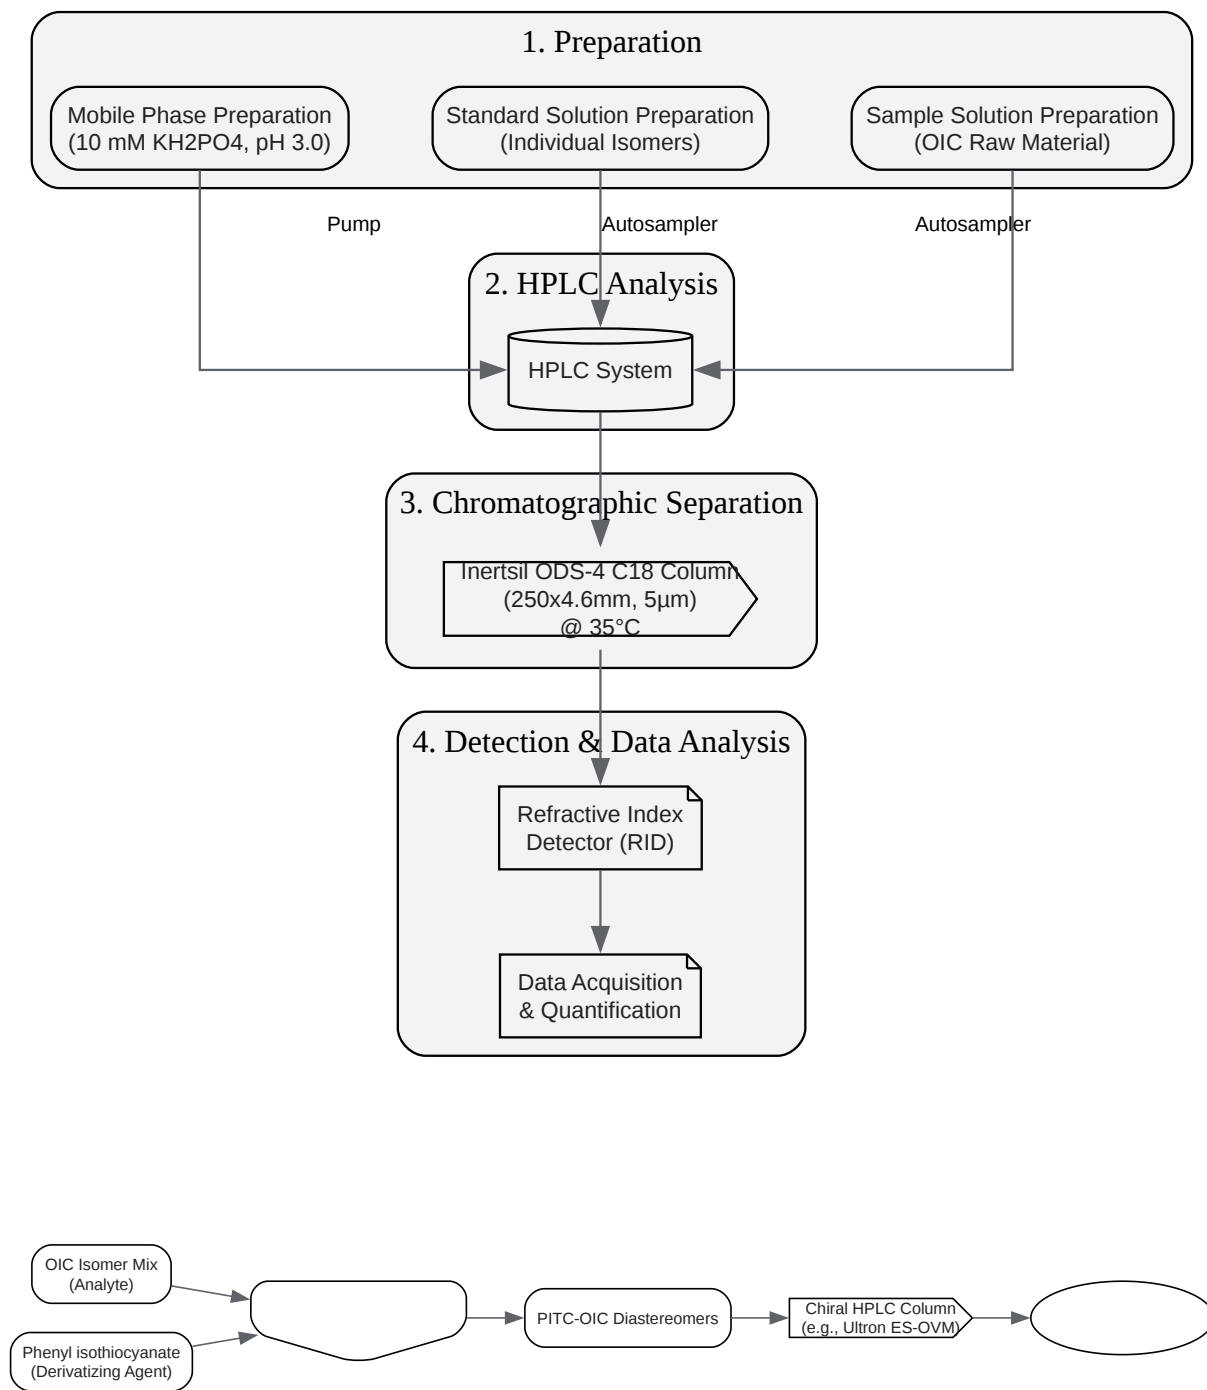 1. Preparation
Mobile Phase Preparation
(10 mM KH2PO4, pH 3.0)
Standard Solution Preparation
(Individual Isomers)
Sample Solution Preparation
(OIC Raw Material)
Pump
Autosampler
Autosampler
2. HPLC Analysis
HPLC System
3. Chromatographic Separation
Inertsil ODS-4 C18 Column
(250x4.6mm, 5µm)
@ 35°C
4. Detection & Data Analysis
Refractive Index
Detector (RID)
Data Acquisition
& Quantification
OIC Isomer Mix
(Analyte)
Phenyl isothiocyanate
(Derivatizing Agent)
PITC-OIC Diastereomers
Chiral HPLC Column
(e.g., Ultron ES-OVM)